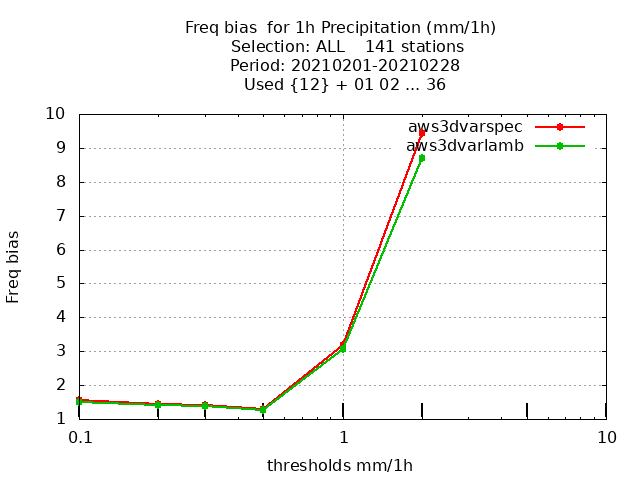 Freq bias  for 1h Precipitation (mm/1h)
Selection: ALL    141 stations
Period: 20210201-20210228
Used {12} + 01 02 ... 36
aws3dvarspec
aws3dvarlamb
10
9
8
7
6
5
4
3
2
1
Freq bias
0.1
1
10
thresholds mm/1h